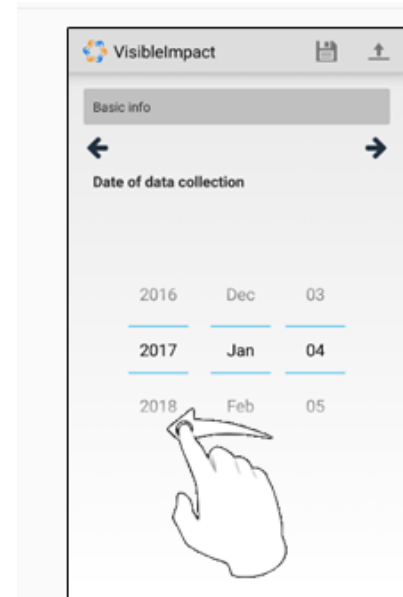 VisibleImpact
Basic info
Date of data collection
2016 Dec 03
2017 Jan 04
2018 Feb 05